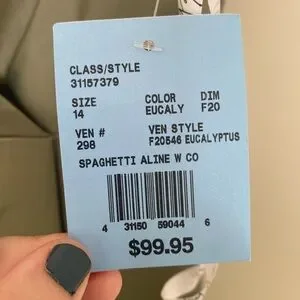 CLASS/STYLE
31157379
SIZE COLOR DIM
14 EUCALY F20
VEN # VEN STYLE
298 F20546 EUCALYPTUS
SPAGHETTI ALINE W CO
4 31150 59044 6
$99.95